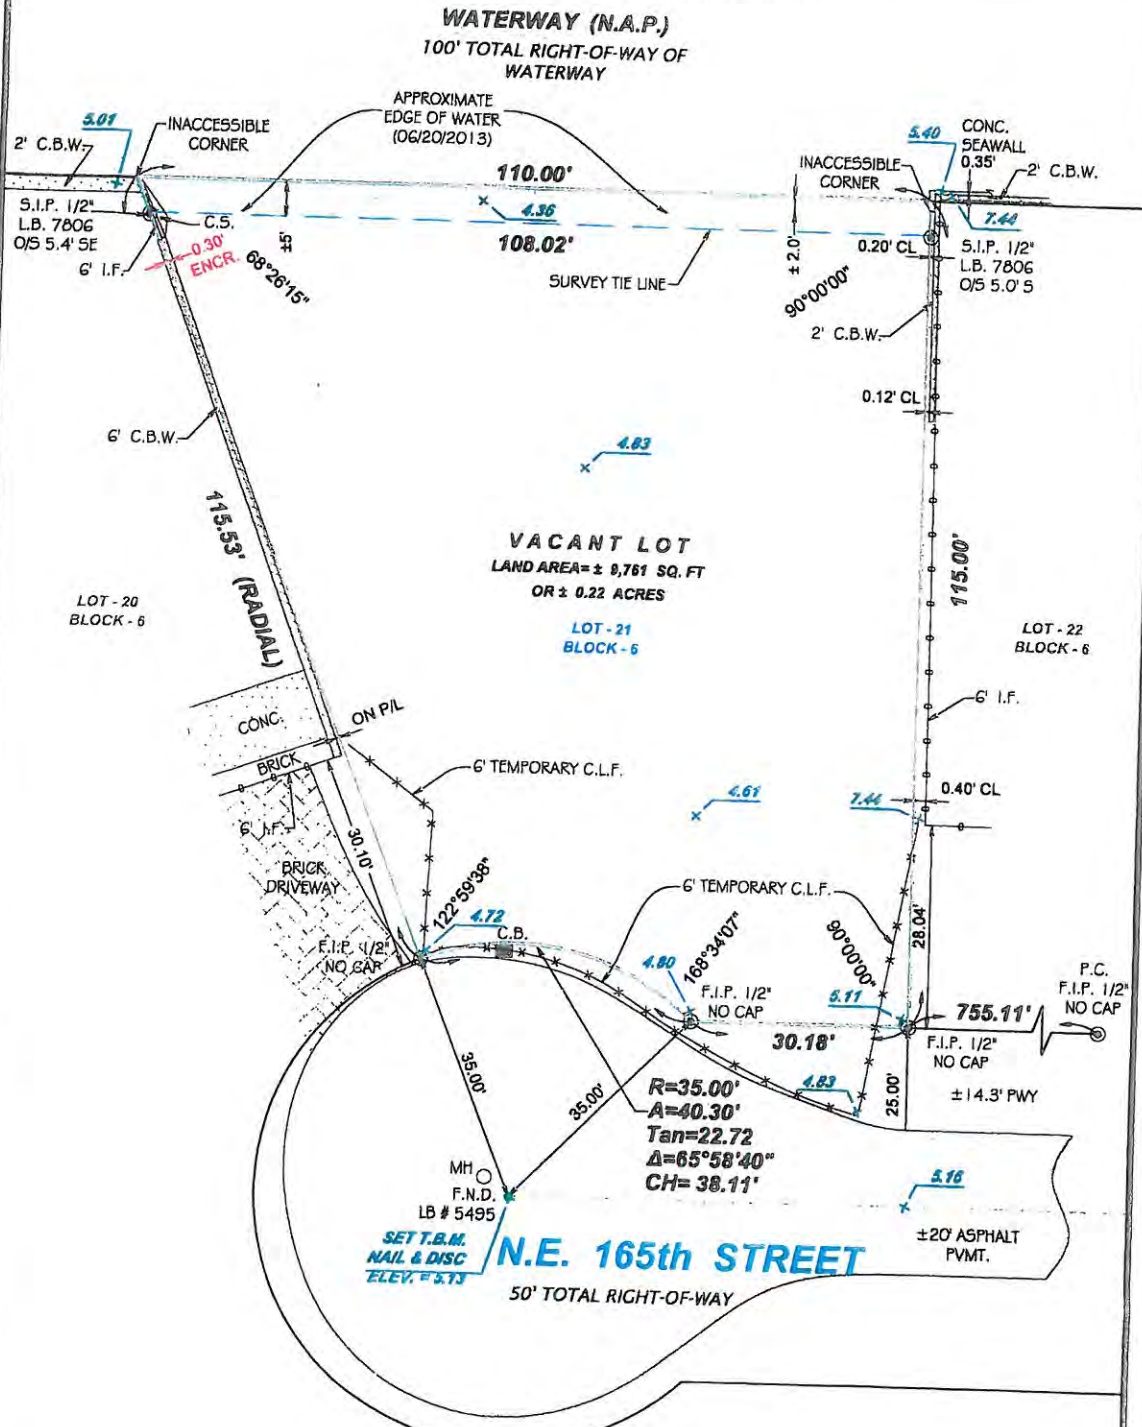 WATERWAY (N.A.P.)
100' TOTAL RIGHT-OF-WAY OF
WATERWAY
APPROXIMATE
EDGE OF WATER
(06/20/2013)
5.01
INACCESSIBLE
CORNER
2' C.B.W.
110.00'
5.40
CONC.
SEAWALL
0.35'
INACCESSIBLE
CORNER
2' C.B.W.
S.I.P. 1/2"
L.B. 7806
O/S 5.4' SE
C.S.
4.36
7.44
±5'
108.02'
±2.0'
0.20' CL
S.I.P. 1/2"
L.B. 7806
O/S 5.0' S
6' I.F.
0.30'
ENCR.
68°26'15"
SURVEY TIE LINE
90°00'00"
2' C.B.W.
0.12' CL
6' C.B.W.
4.83
115.53' (RADIAL)
VACANT LOT
LAND AREA= ± 9,761 SQ. FT
OR ± 0.22 ACRES
115.00'
LOT - 20
BLOCK - 6
LOT - 21
BLOCK - 6
LOT - 22
BLOCK - 6
6' I.F.
CONC.
ON P/L
BRICK
6' TEMPORARY C.L.F.
4.61
7.44
0.40' CL
6' I.F.
30.10'
BRICK
DRIVEWAY
122°59'38"
6' TEMPORARY C.L.F.
4.72
C.B.
28.04'
F.I.P. 1/2"
NO CAP
4.80
168°34'07"
90°00'00"
F.I.P. 1/2"
NO CAP
5.11
P.C.
F.I.P. 1/2"
NO CAP
755.11'
30.18'
F.I.P. 1/2"
NO CAP
35.00'
35.00'
4.83
25.00'
±14.3' PWY
R=35.00'
A=40.30'
Tan=22.72
Δ=65°58'40"
CH= 38.11'
MH
F.N.D.
LB # 5495
5.16
SET T.B.M.
NAIL & DISC
ELEV. = 5.13
N.E. 165th STREET
50' TOTAL RIGHT-OF-WAY
±20' ASPHALT
PVMT.